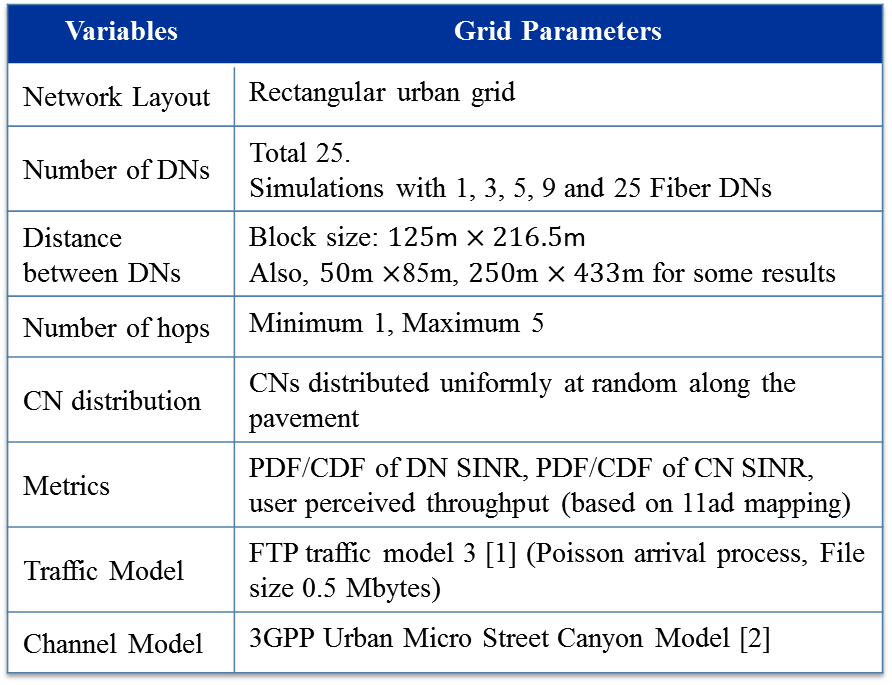 Variables
Grid Parameters
Network Layout
Rectangular urban grid
Number of DNs
Total 25.
Simulations with 1, 3, 5, 9 and 25 Fiber DNs
Distance
between DNs
Block size: 125m × 216.5m
Also, 50m ×85m, 250m × 433m for some results
Number of hops
Minimum 1, Maximum 5
CN distribution
CNs distributed uniformly at random along the
pavement
Metrics
PDF/CDF of DN SINR, PDF/CDF of CN SINR,
user perceived throughput (based on 11ad mapping)
Traffic Model
FTP traffic model 3 [1] (Poisson arrival process, File
size 0.5 Mbytes)
Channel Model
3GPP Urban Micro Street Canyon Model [2]